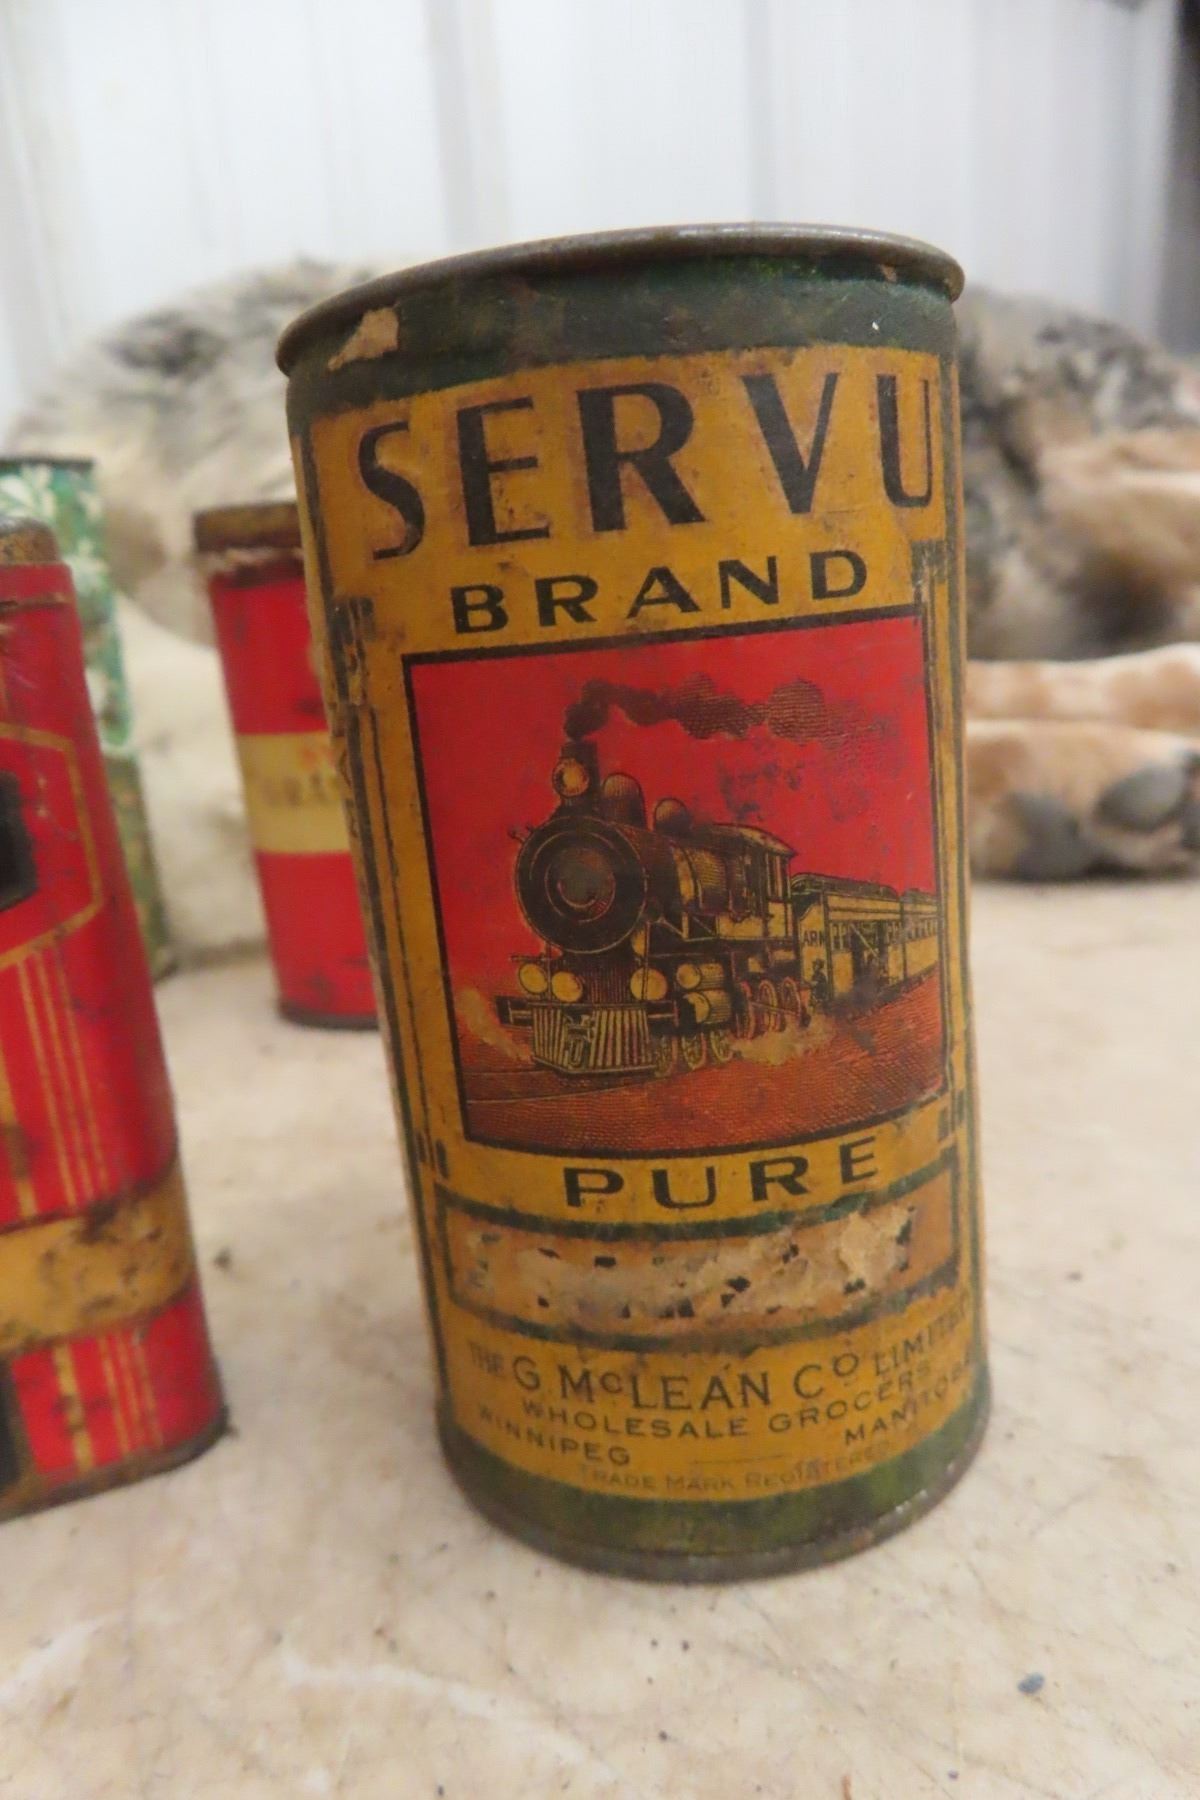 SERVU
BRAND
PURE
THE G. McLEAN Co LIMITED
WHOLESALE GROCERS
WINNIPEG MANITOBA
TRADE MARK REGISTERED